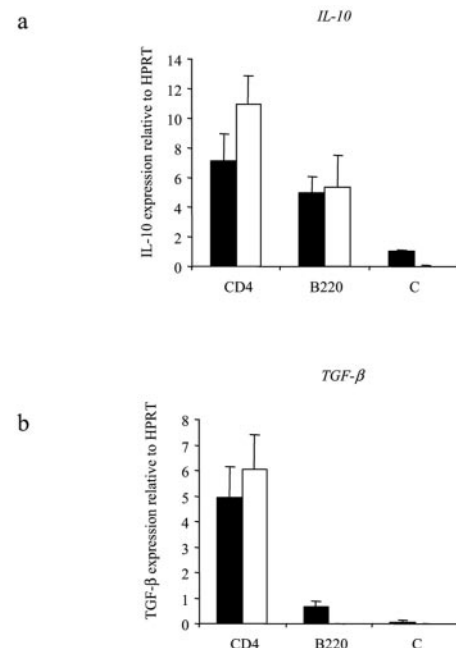 a
IL-10
IL-10 expression relative to HPRT
14
12
10
8
6
4
2
0
CD4 B220 C
b
TGF-β
TGF-β expression relative to HPRT
8
7
6
5
4
3
2
1
0
CD4 B220 C